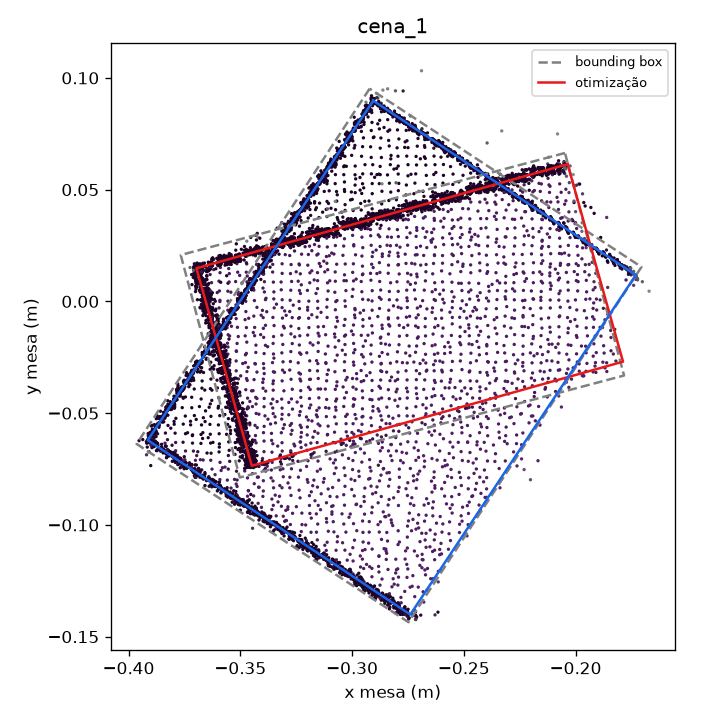 cena_1
bounding box
otimização
0.10
0.05
0.00
−0.05
−0.10
−0.15
y mesa (m)
−0.40 −0.35 −0.30 −0.25 −0.20
x mesa (m)